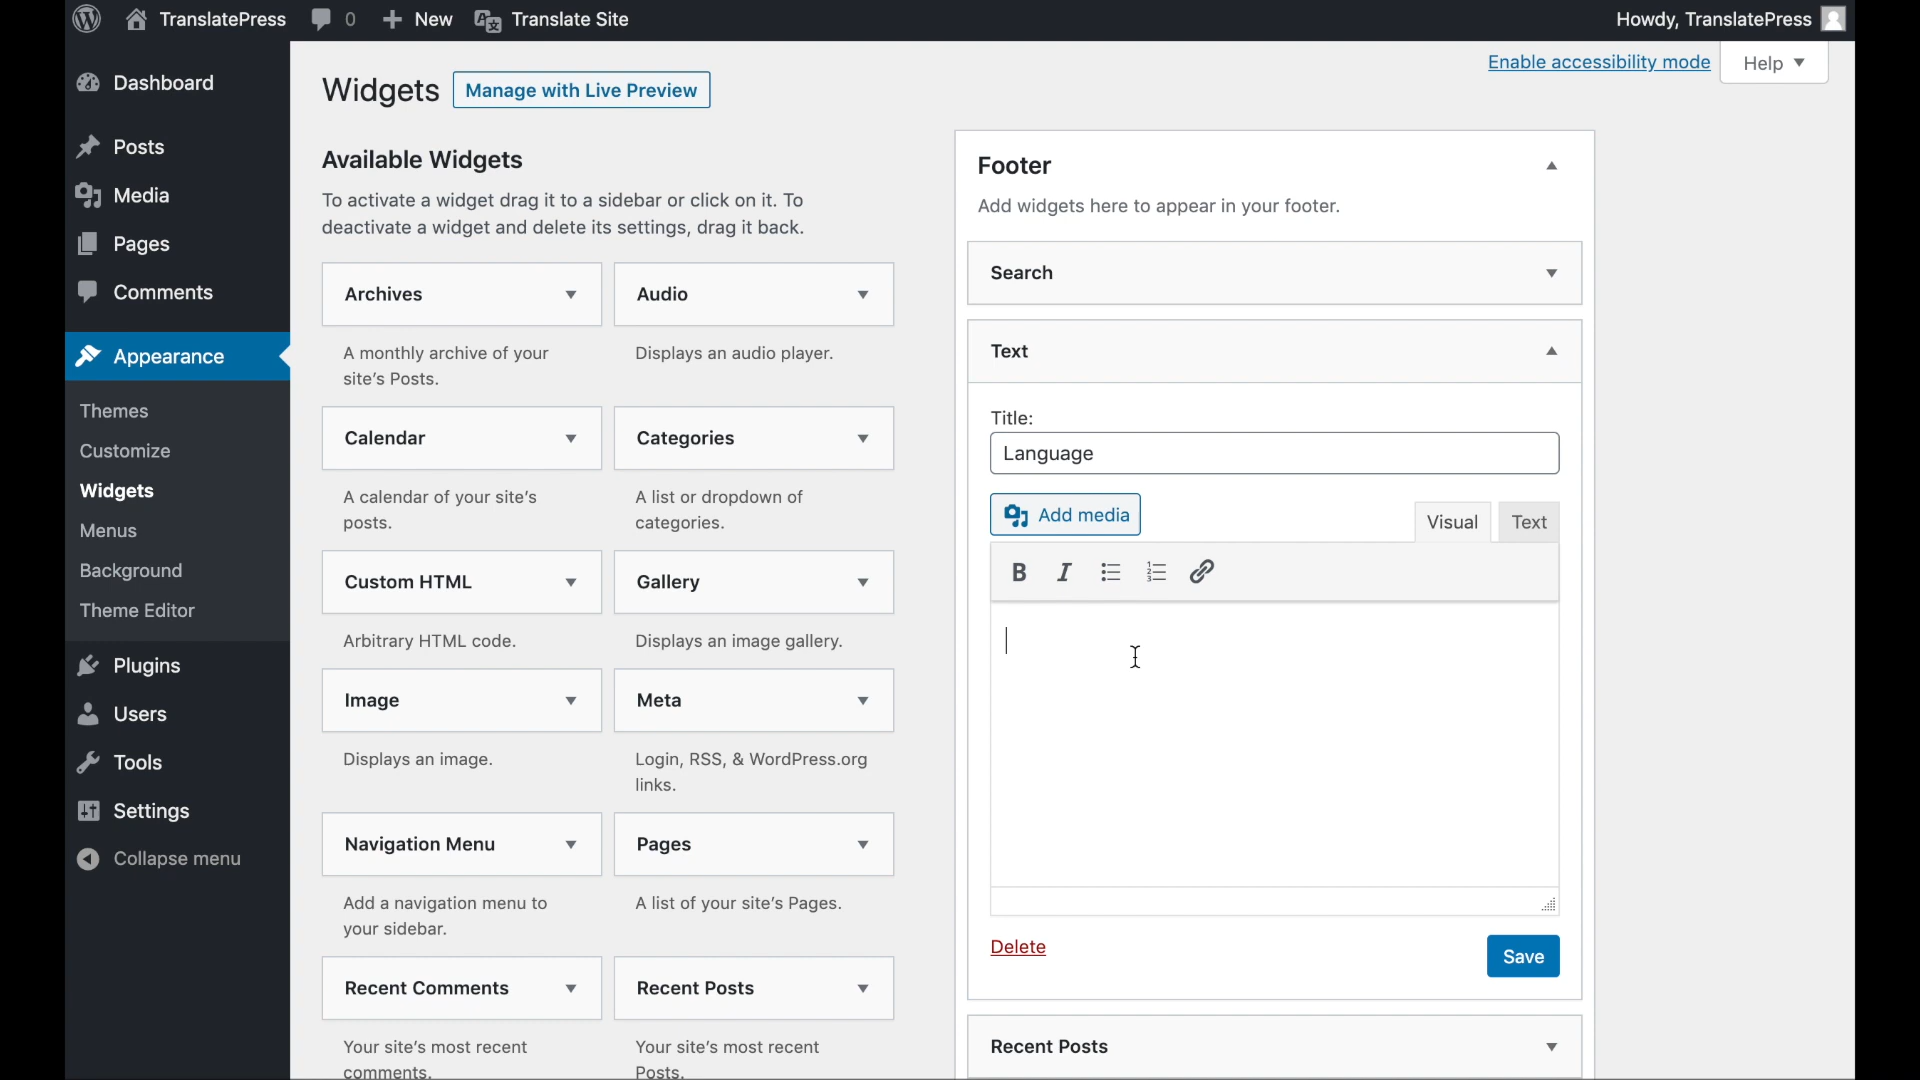 TranslatePress 0 New Translate Site Howdy, TranslatePress
Dashboard
Posts
Media
Pages
Comments
Appearance
Themes
Customize
Widgets
Menus
Background
Theme Editor
Plugins
Users
Tools
Settings
Collapse menu
Enable accessibility mode Help
Widgets Manage with Live Preview
Available Widgets
To activate a widget drag it to a sidebar or click on it. To
deactivate a widget and delete its settings, drag it back.
Archives
A monthly archive of your
site's Posts.
Audio
Displays an audio player.
Calendar
A calendar of your site's
posts.
Categories
A list or dropdown of
categories.
Custom HTML
Arbitrary HTML code.
Gallery
Displays an image gallery.
Image
Displays an image.
Meta
Login, RSS, & WordPress.org
links.
Navigation Menu
Add a navigation menu to
your sidebar.
Pages
A list of your site's Pages.
Recent Comments
Your site's most recent
comments.
Recent Posts
Your site's most recent
Posts.
Footer
Add widgets here to appear in your footer.
Search
Text
Title:
Language
Add media
Visual Text
B I
Delete Save
Recent Posts